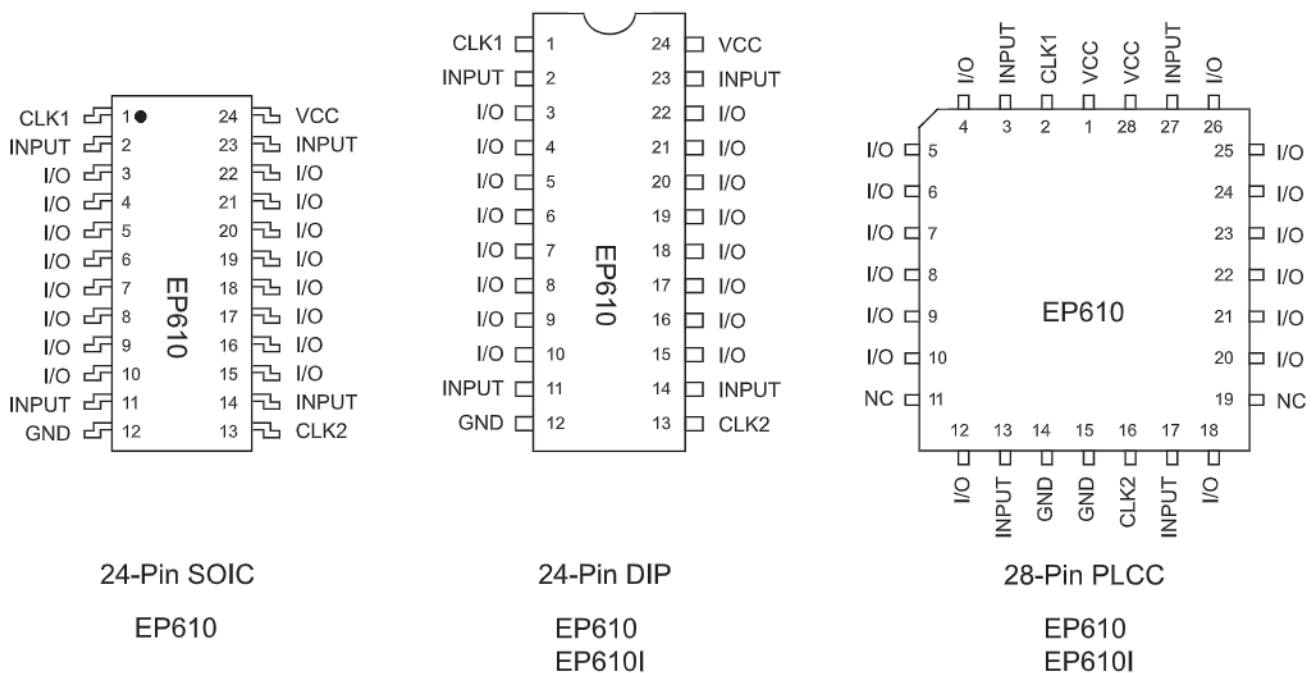 CLK1 1 24 VCC
INPUT 2 23 INPUT
I/O 3 22 I/O
I/O 4 21 I/O
I/O 5 20 I/O
I/O 6 19 I/O
I/O 7 18 I/O
I/O 8 17 I/O
I/O 9 16 I/O
I/O 10 15 I/O
INPUT 11 14 INPUT
GND 12 13 CLK2
EP610
24-Pin SOIC
EP610
CLK1 1 24 VCC
INPUT 2 23 INPUT
I/O 3 22 I/O
I/O 4 21 I/O
I/O 5 20 I/O
I/O 6 19 I/O
I/O 7 18 I/O
I/O 8 17 I/O
I/O 9 16 I/O
I/O 10 15 I/O
INPUT 11 14 INPUT
GND 12 13 CLK2
EP610
24-Pin DIP
EP610
EP610I
I/O INPUT CLK1 VCC VCC INPUT I/O
4 3 2 1 28 27 26
I/O 5 25 I/O
I/O 6 24 I/O
I/O 7 23 I/O
I/O 8 22 I/O
I/O 9 21 I/O
I/O 10 20 I/O
NC 11 19 NC
EP610
12 13 14 15 16 17 18
I/O INPUT GND GND CLK2 INPUT I/O
28-Pin PLCC
EP610
EP610I